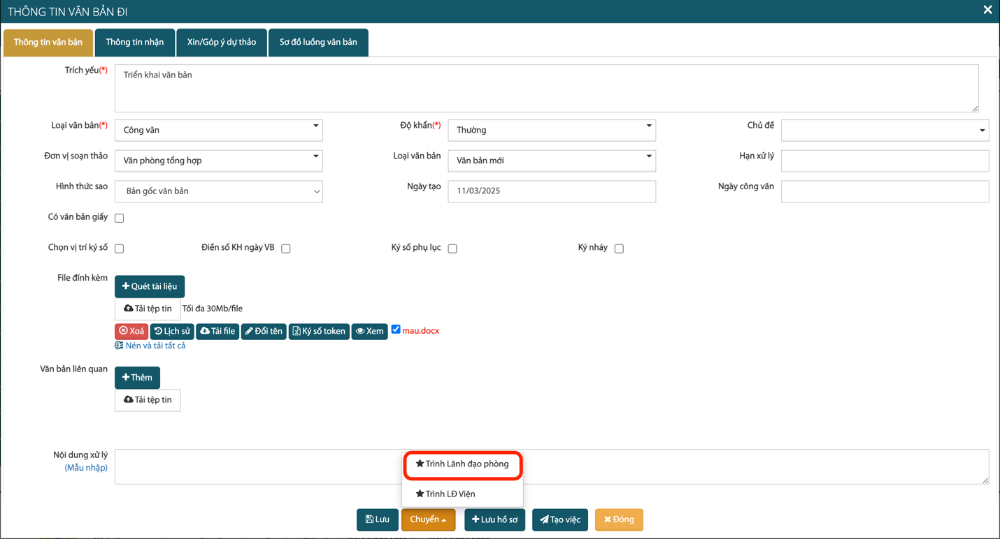 THÔNG TIN VĂN BẢN ĐI
Thông tin văn bản
Thông tin nhận
Xin/Góp ý dự thảo
Sơ đồ luồng văn bản
Trích yếu(*)
Triển khai văn bản
Loại văn bản(*)
Công văn
Độ khẩn(*)
Thường
Chủ đề
Đơn vị soạn thảo
Văn phòng tổng hợp
Loại văn bản
Văn bản mới
Hạn xử lý
Hình thức sao
Bản gốc văn bản
Ngày tạo
11/03/2025
Ngày công văn
Có văn bản giấy
Chọn vị trí ký số
Điền số KH ngày VB
Ký số phụ lục
Ký nháy
File đính kèm
Quét tài liệu
Tải tệp tin
Tối đa 30Mb/file
Xoá
Lịch sử
Tải file
Đổi tên
Ký số token
Xem
mau.docx
Nén và tải tất cả
Văn bản liên quan
Thêm
Tải tệp tin
Nội dung xử lý
(Mẫu nhập)
Trình Lãnh đạo phòng
Trình LĐ Viện
Lưu
Chuyển
Lưu hồ sơ
Tạo việc
Đóng